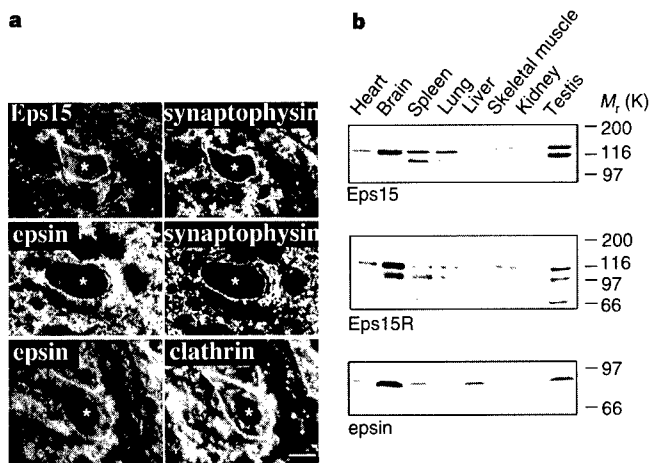 a
Eps15 synaptophysin
epsin synaptophysin
epsin clathrin
b
Heart
Brain
Spleen
Lung
Liver
Skeletal muscle
Kidney
Testis
Mr (K)
200
116
97
Eps15
200
116
97
66
Eps15R
97
66
epsin